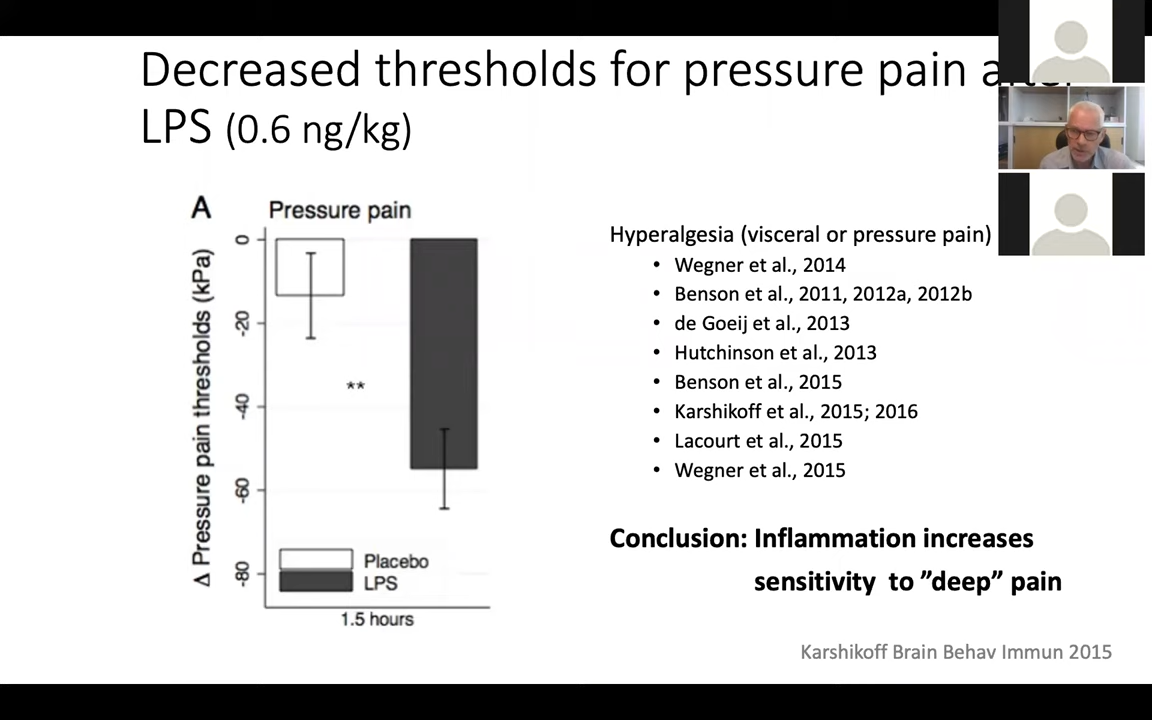 Decreased thresholds for pressure pain
LPS (0.6 ng/kg)
A
Pressure pain
Δ Pressure pain thresholds (kPa)
0
-20
-40
-60
-80
**
Placebo
LPS
1.5 hours
Hyperalgesia (visceral or pressure pain)
• Wegner et al., 2014
• Benson et al., 2011, 2012a, 2012b
• de Goeij et al., 2013
• Hutchinson et al., 2013
• Benson et al., 2015
• Karshikoff et al., 2015; 2016
• Lacourt et al., 2015
• Wegner et al., 2015
Conclusion: Inflammation increases
sensitivity to ”deep” pain
Karshikoff Brain Behav Immun 2015